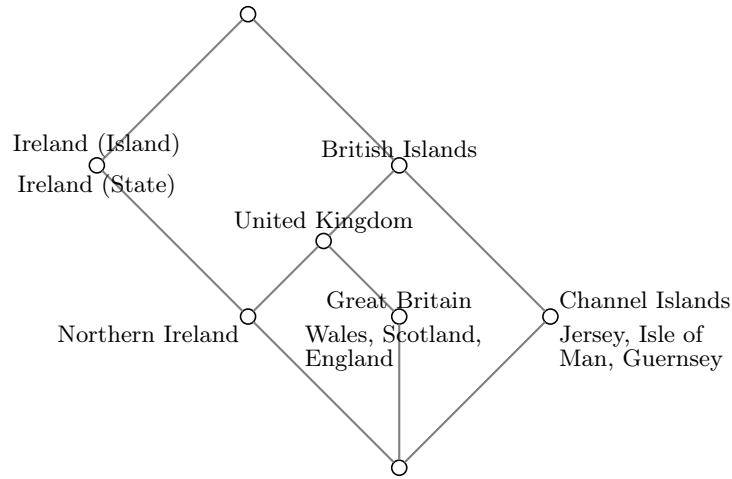 Ireland (Island)
British Islands
Ireland (State)
United Kingdom
Great Britain
Channel Islands
Northern Ireland
Wales, Scotland,
England
Jersey, Isle of
Man, Guernsey